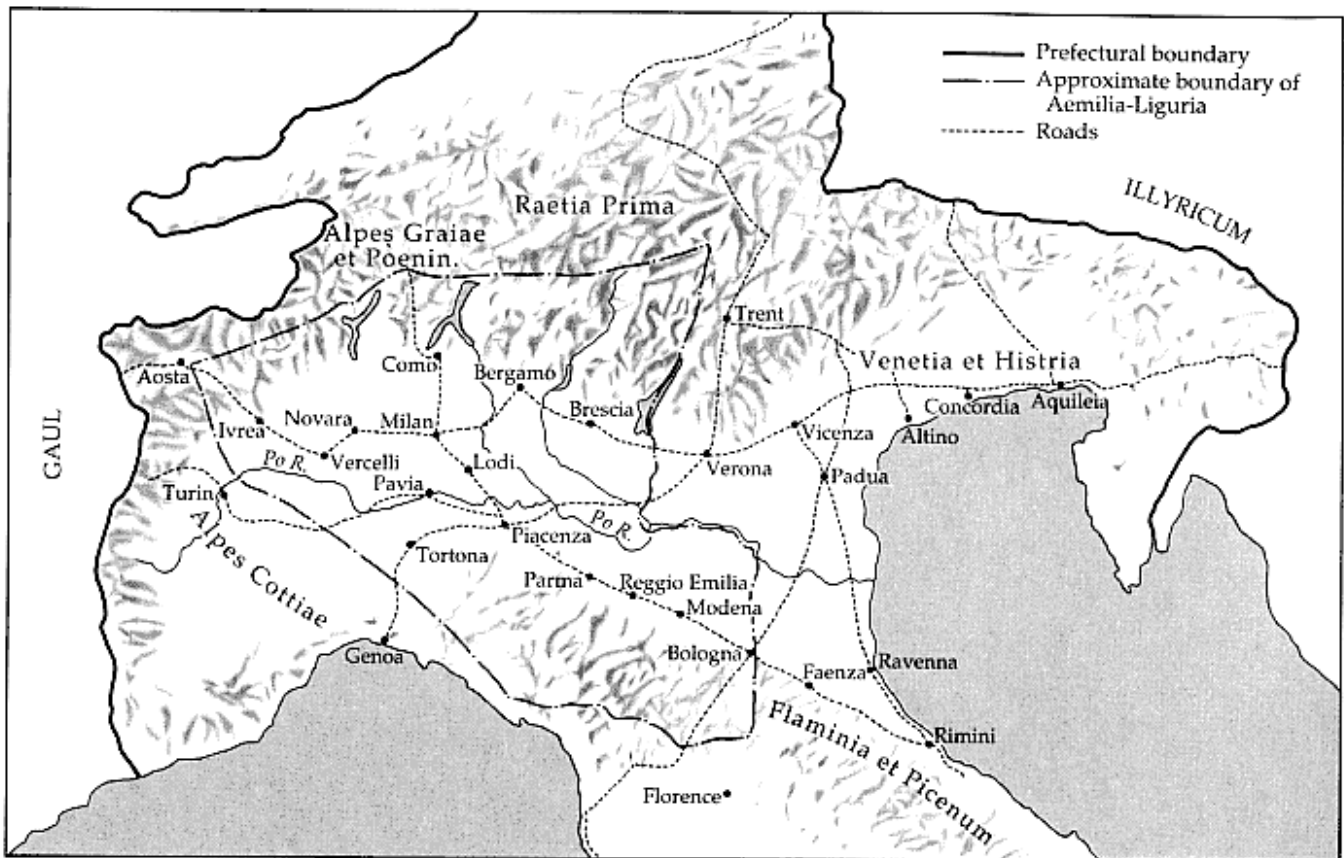 Prefectural boundary
Approximate boundary of
Aemilia-Liguria
Roads
ILLYRICUM
Raetia Prima
Alpes Graiae
et Poenin.
Trent
Venetia et Histria
Aosta
Como
Bergamo
Brescia
Concordia
Aquileia
GAUL
Ivrea
Novara
Milan
Vicenza
Altino
Vercelli
Lodi
Verona
Padua
Po R.
Turin
Pavia
Po R.
Piacenza
Alpes Cottiae
Tortona
Parma
Reggio Emilia
Modena
Genoa
Bologna
Faenza
Ravenna
Flaminia et Picenum
Rimini
Florence